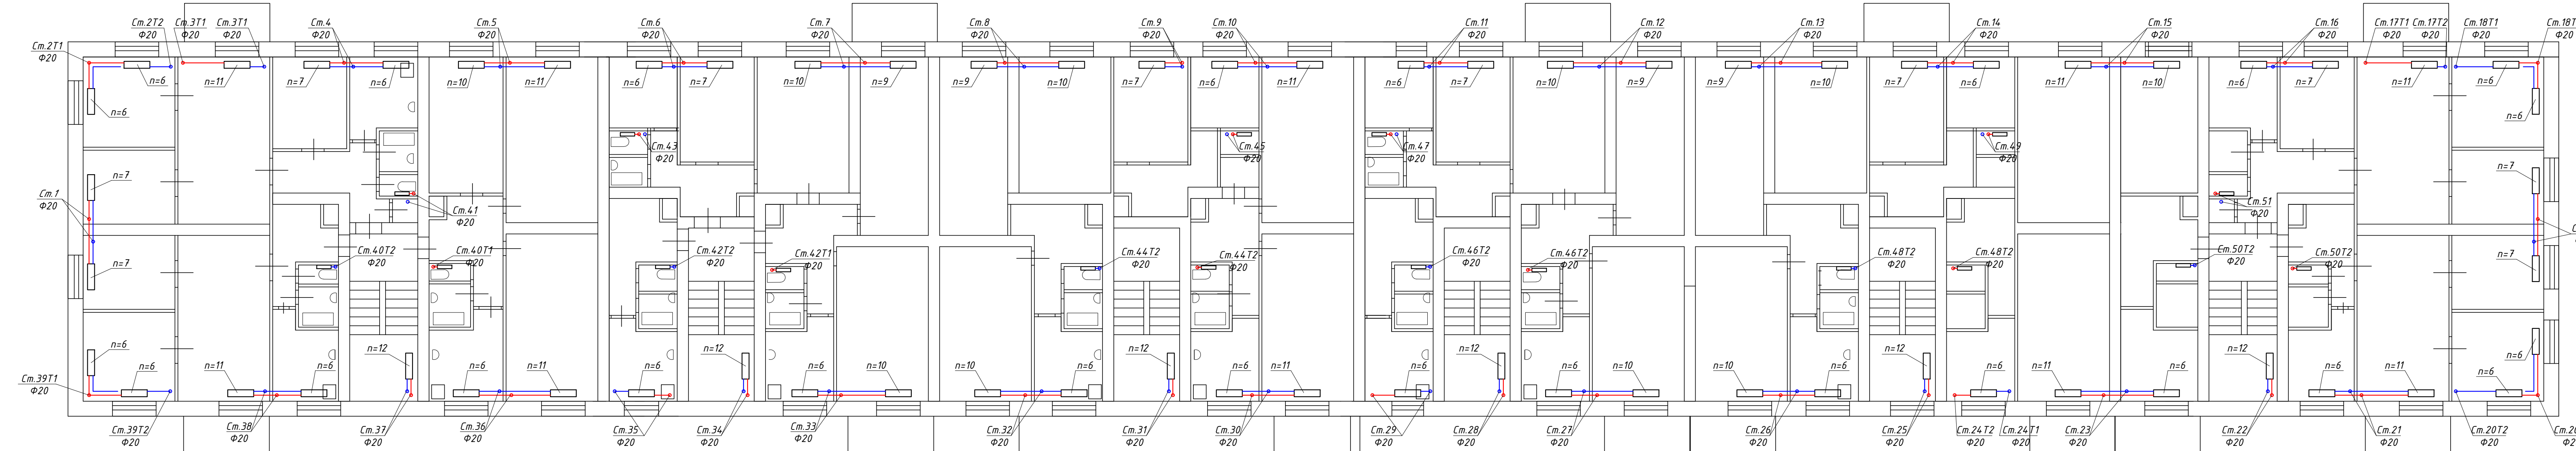 Ст.2Т2 Ст.3Т1 Ст.3Т1 Ст.4 Ст.5 Ст.6 Ст.7 Ст.8 Ст.9 Ст.10 Ст.11 Ст.12 Ст.13 Ст.14 Ст.15 Ст.16 Ст.17Т1 Ст.17Т2 Ст.18Т1
Ф20 Ф20 Ф20 Ф20 Ф20 Ф20 Ф20 Ф20 Ф20 Ф20 Ф20 Ф20 Ф20 Ф20 Ф20 Ф20 Ф20 Ф20 Ф20 Ф20
Ст.2Т1
Ф20
n=6 n=11 n=7 n=6 n=10 n=11 n=6 n=7 n=10 n=9 n=9 n=10 n=7 n=6 n=11 n=6 n=7 n=10 n=9 n=9 n=10 n=7 n=6 n=11 n=10 n=6 n=7 n=11 n=6
n=6 n=6
Ст.43 Ст.45 Ст.47 Ст.49
Ф20 Ф20 Ф20 Ф20
n=7 n=7
Ст.1
Ф20
Ст.41 Ст.51
Ф20 Ф20
Ст.40Т2 Ст.40Т1 Ст.42Т2 Ст.42Т1 Ст.44Т2 Ст.44Т2 Ст.46Т2 Ст.46Т2 Ст.48Т2 Ст.48Т2 Ст.50Т2 Ст.50Т2
Ф20 Ф20 Ф20 Ф20 Ф20 Ф20 Ф20 Ф20 Ф20 Ф20 Ф20 Ф20
n=7 n=7
n=6 n=12 n=12 n=12 n=12 n=12 n=12 n=6
n=6 n=11 n=6 n=6 n=11 n=6 n=6 n=10 n=10 n=6 n=6 n=11 n=6 n=6 n=10 n=10 n=6 n=6 n=11 n=6 n=6 n=11 n=6
Ст.39Т1
Ф20
Ст.39Т2 Ст.38 Ст.37 Ст.36 Ст.35 Ст.34 Ст.33 Ст.32 Ст.31 Ст.30 Ст.29 Ст.28 Ст.27 Ст.26 Ст.25 Ст.24Т2 Ст.24Т1 Ст.23 Ст.22 Ст.21 Ст.20Т2
Ф20 Ф20 Ф20 Ф20 Ф20 Ф20 Ф20 Ф20 Ф20 Ф20 Ф20 Ф20 Ф20 Ф20 Ф20 Ф20 Ф20 Ф20 Ф20 Ф20 Ф20